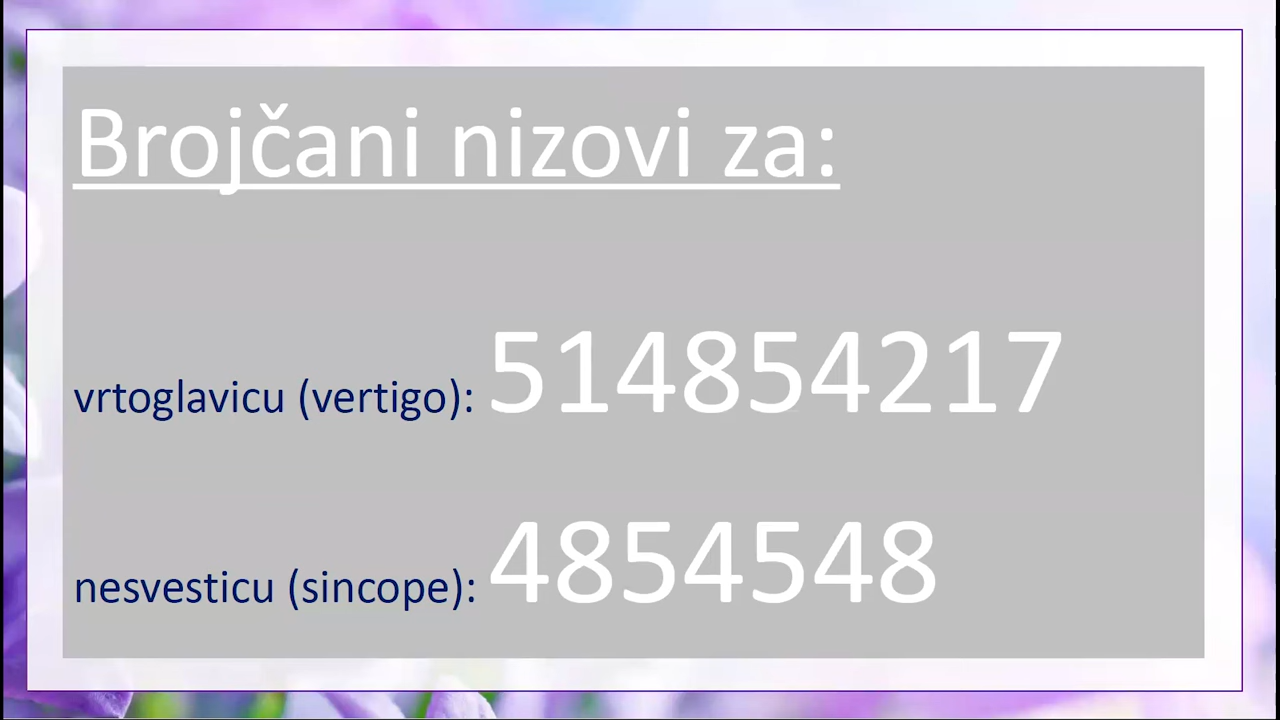 Brojčani nizovi za:
vrtoglavicu (vertigo): 514854217
nesvesticu (sincope): 4854548